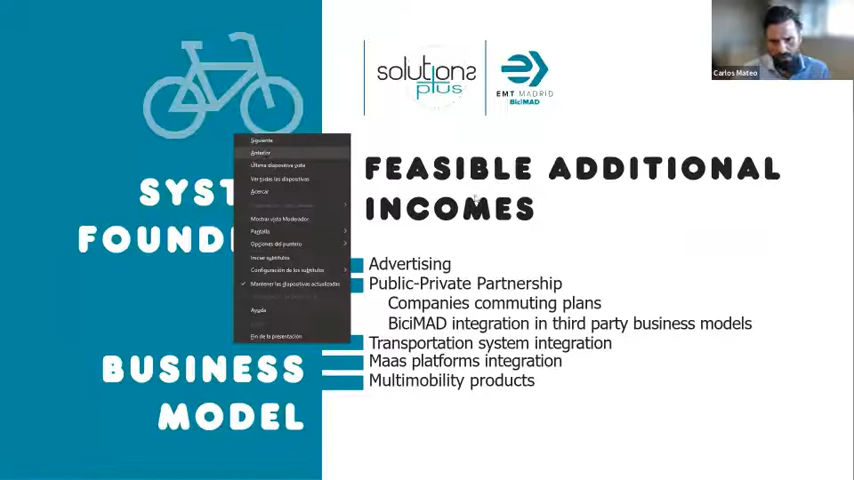 Carlos Mateo
solutions
plus
EMT MADRID
BiciMAD
SYST
FOUND
BUSINESS
MODEL
Siguiente
Anterior
Última diapositiva vista
Ver todas las diapositivas
Acercar
Mostrar vista Moderador
Pantalla
Opciones del puntero
Iniciar subtítulos
Configuración de los subtítulos
Mantener las diapositivas actualizadas
Ayuda
Fin de la presentación
FEASIBLE ADDITIONAL
INCOMES
Advertising
Public-Private Partnership
Companies commuting plans
BiciMAD integration in third party business models
Transportation system integration
Maas platforms integration
Multimobility products